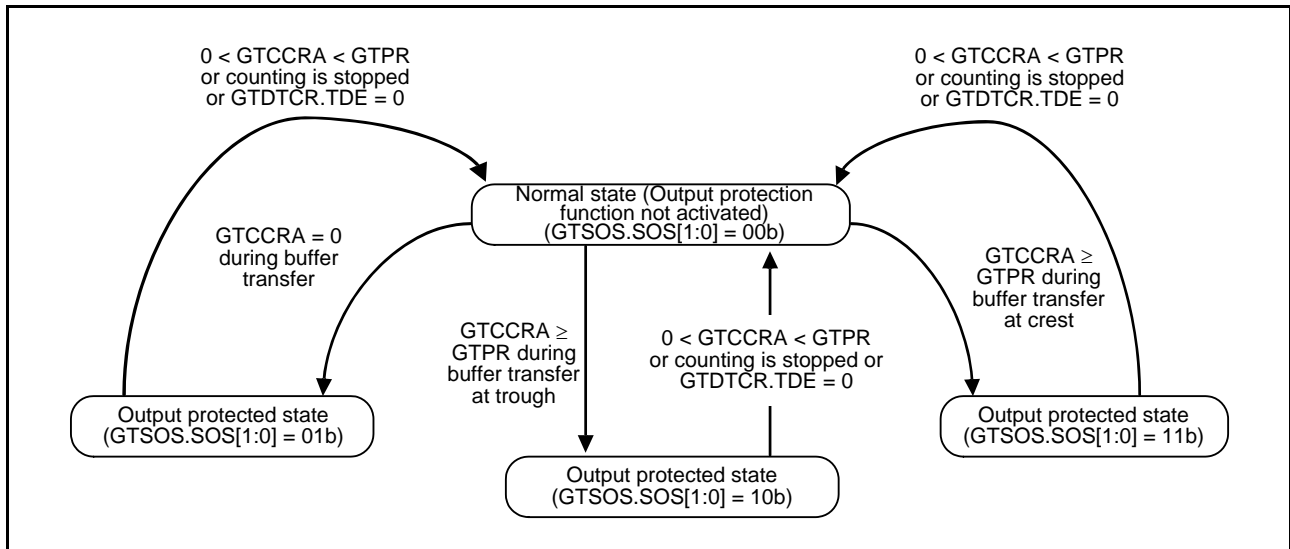 0 < GTCCRA < GTPR
or counting is stopped
or GTDTCR.TDE = 0
0 < GTCCRA < GTPR
or counting is stopped
or GTDTCR.TDE = 0
Normal state (Output protection
function not activated)
(GTSOS.SOS[1:0] = 00b)
GTCCRA = 0
during buffer
transfer
GTCCRA ≥
GTPR during
buffer transfer
at crest
GTCCRA ≥
GTPR during
buffer transfer
at trough
0 < GTCCRA < GTPR
or counting is stopped or
GTDTCR.TDE = 0
Output protected state
(GTSOS.SOS[1:0] = 01b)
Output protected state
(GTSOS.SOS[1:0] = 11b)
Output protected state
(GTSOS.SOS[1:0] = 10b)